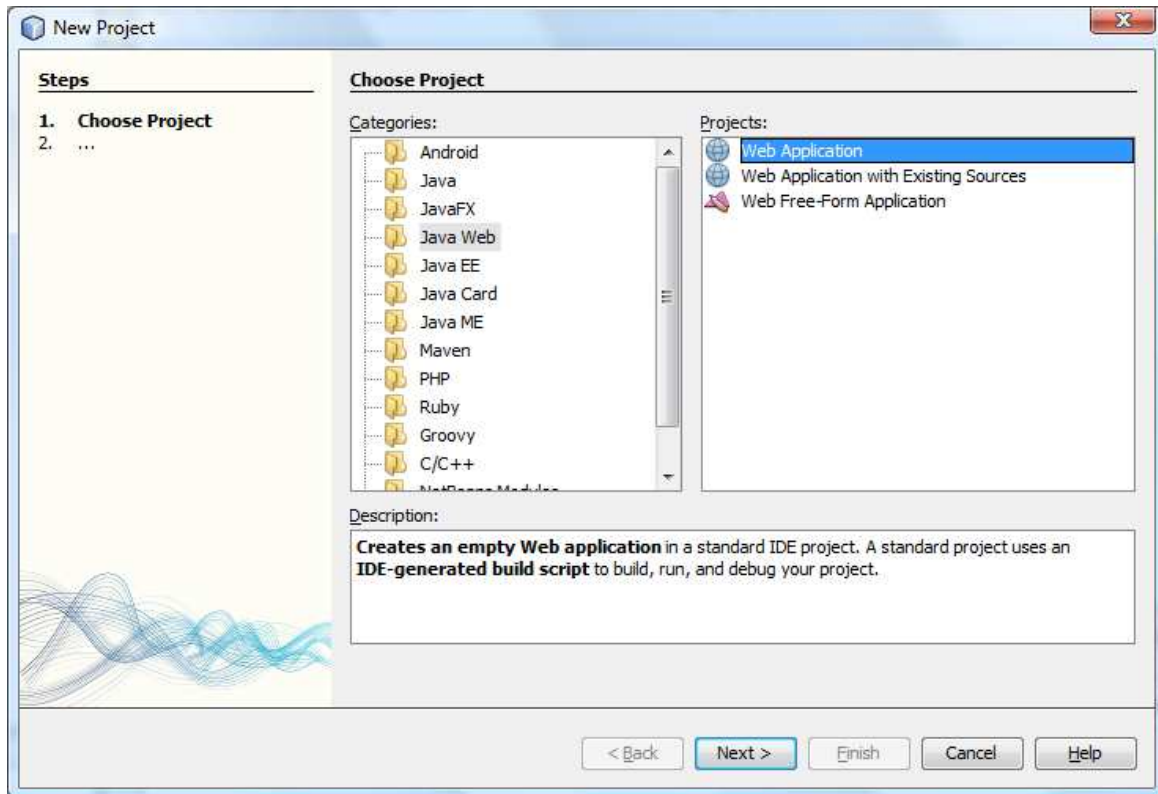 New Project
Steps
1. Choose Project
2. ...
Choose Project
Categories:
Android
Java
JavaFX
Java Web
Java EE
Java Card
Java ME
Maven
PHP
Ruby
Groovy
C/C++
NetBeans Modules
Projects:
Web Application
Web Application with Existing Sources
Web Free-Form Application
Description:
Creates an empty Web application in a standard IDE project. A standard project uses an
IDE-generated build script to build, run, and debug your project.
< Back Next > Finish Cancel Help